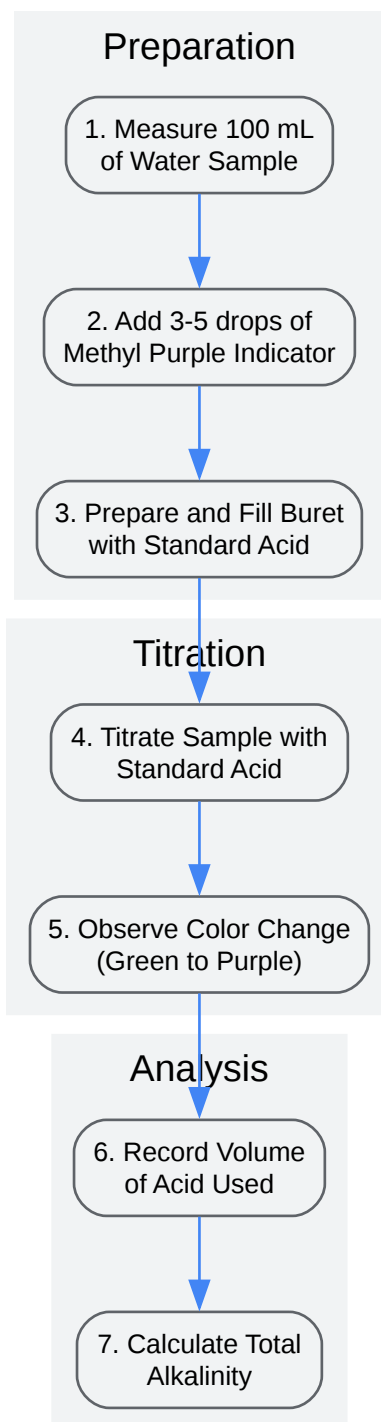 Preparation
1. Measure 100 mL
of Water Sample
2. Add 3-5 drops of
Methyl Purple Indicator
3. Prepare and Fill Buret
with Standard Acid
Titration
4. Titrate Sample with
Standard Acid
5. Observe Color Change
(Green to Purple)
Analysis
6. Record Volume
of Acid Used
7. Calculate Total
Alkalinity